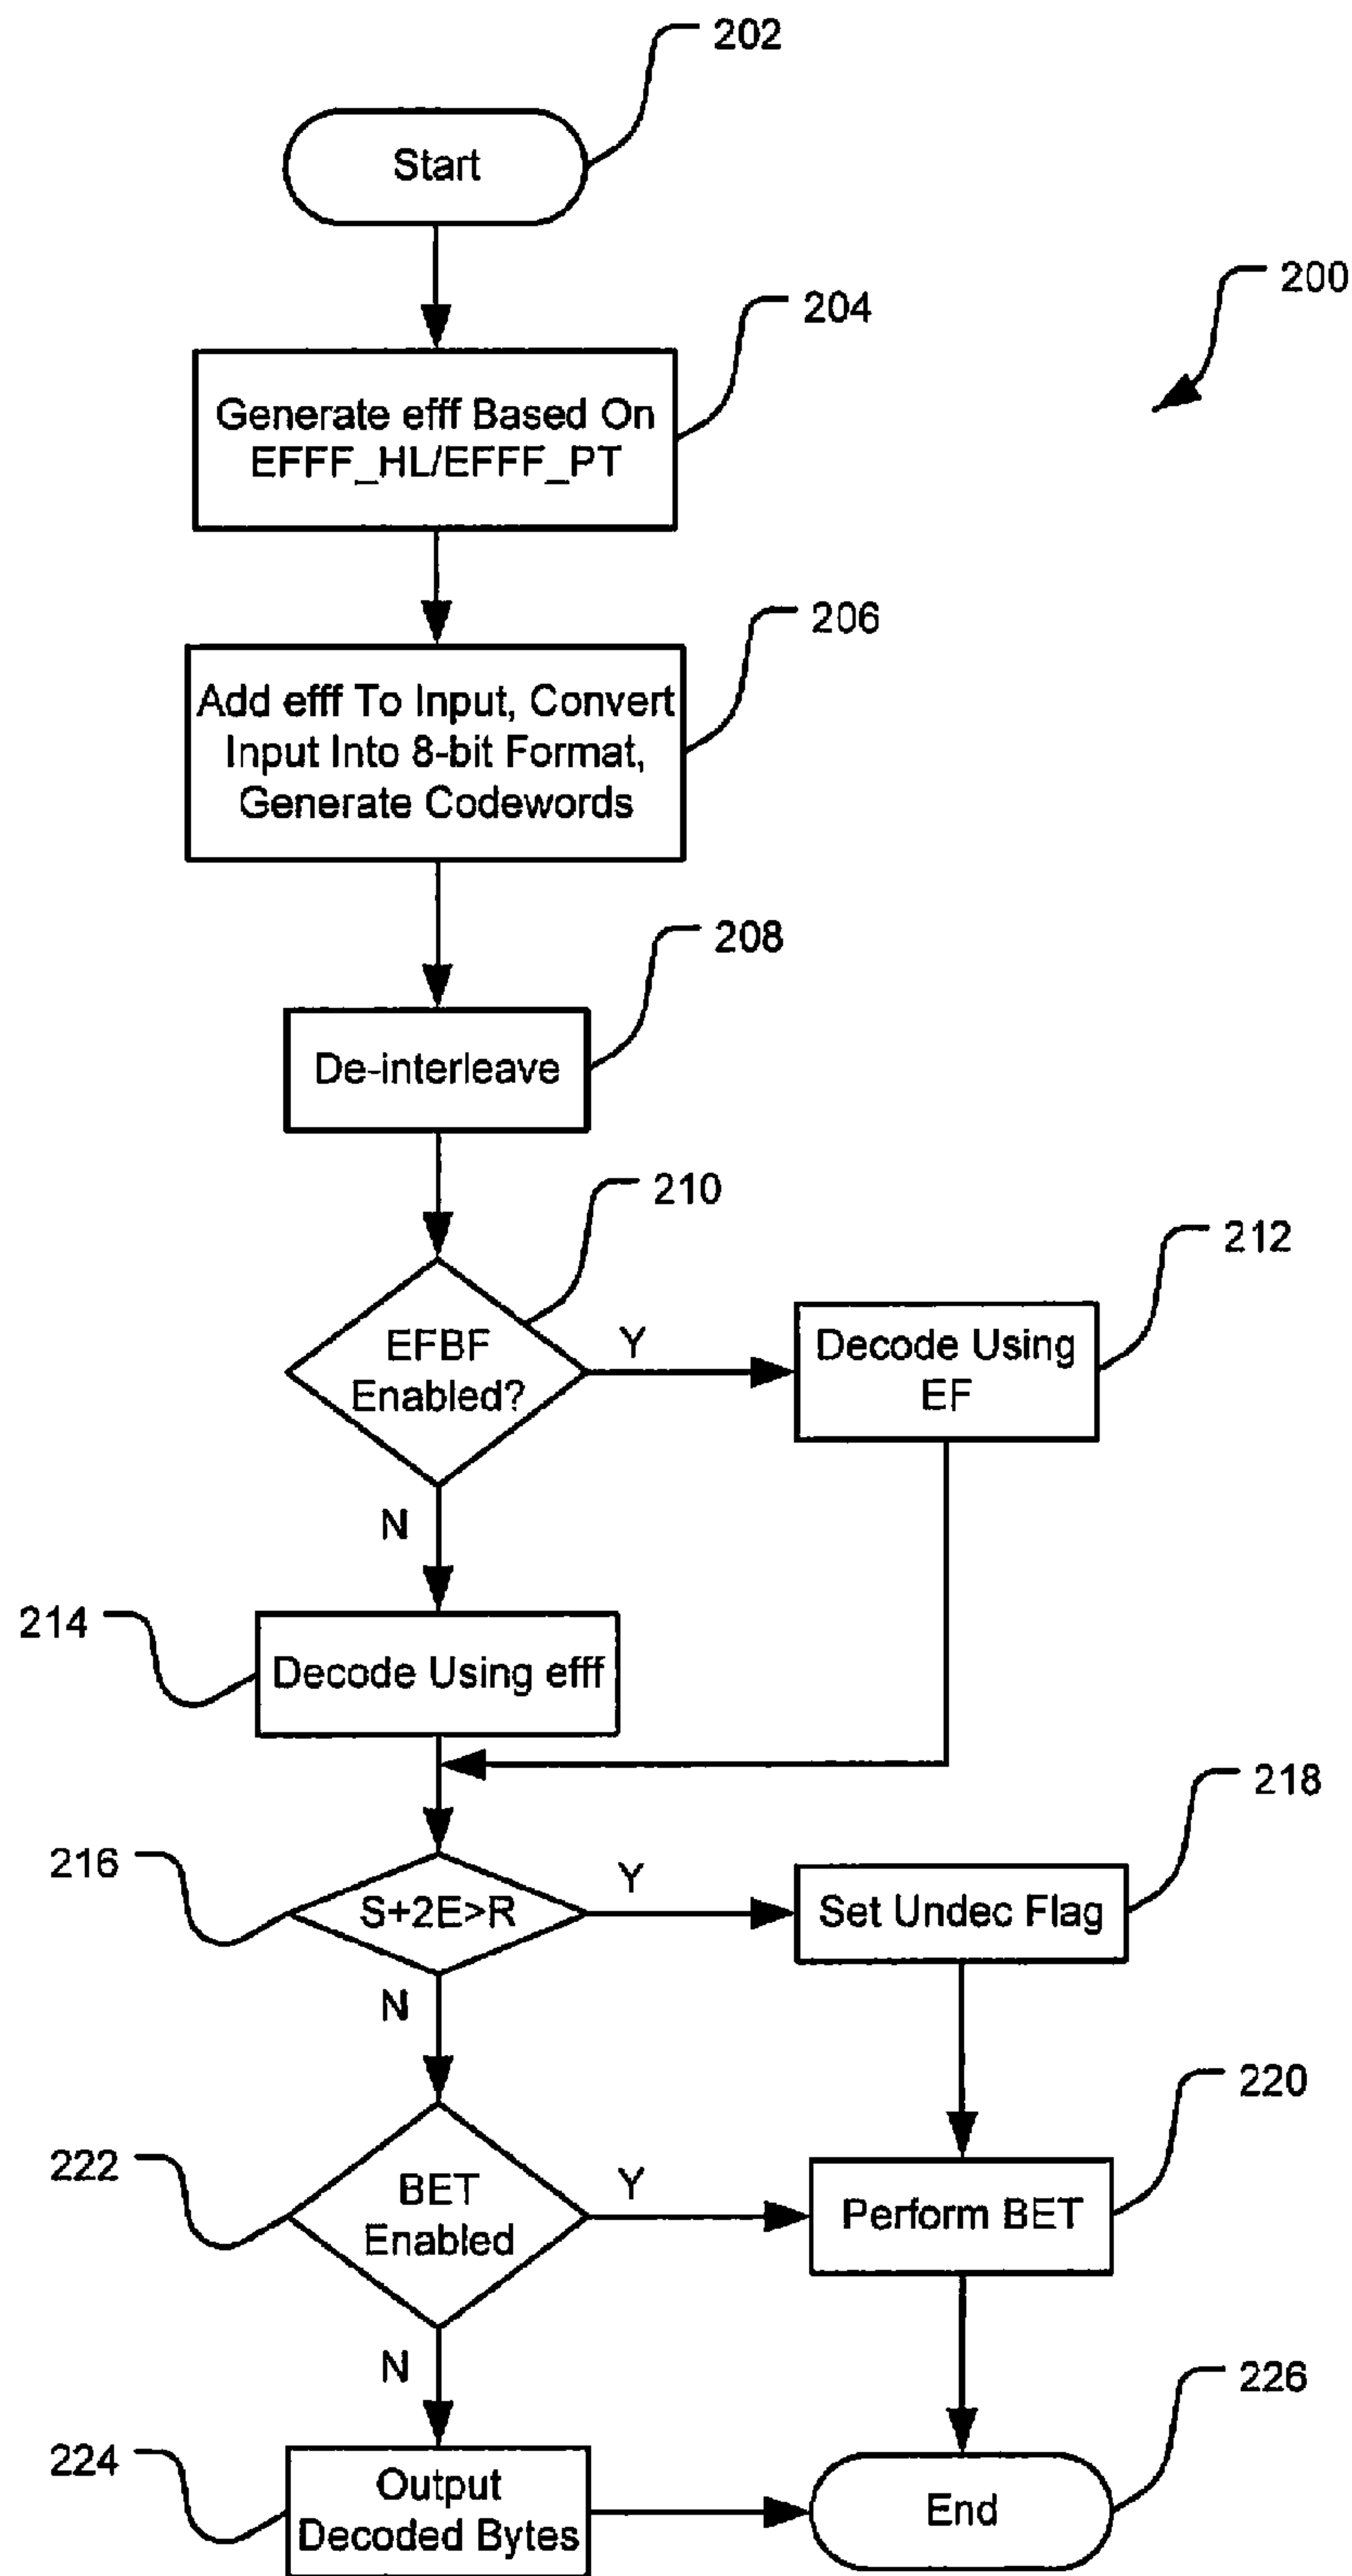 202
Start
200
204
Generate efff Based On
EFFF_HL/EFFF_PT
206
Add efff To Input, Convert
Input Into 8-bit Format,
Generate Codewords
208
De-interleave
210
212
EFBF
Enabled?
Y
Decode Using
EF
N
214
Decode Using efff
218
216
S+2E>R
Y
Set Undec Flag
N
220
222
BET
Enabled
Y
Perform BET
N
226
224
Output
Decoded Bytes
End